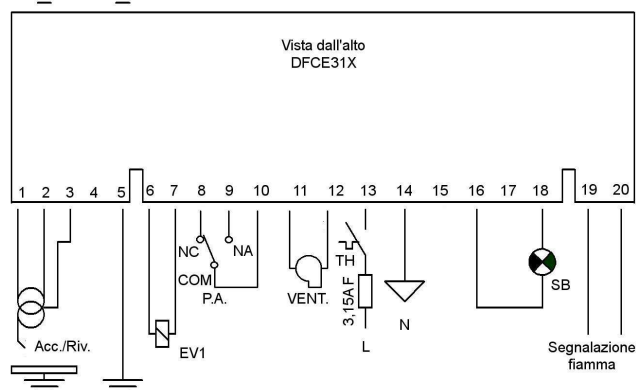 Vista dall'alto
DFCE31X
1 2 3 4 5 6 7 8 9 10 11 12 13 14 15 16 17 18 19 20
NC
NA
COM
P.A.
TH
3,15A F
VENT.
SB
N
L
Acc./Riv.
EV1
Segnalazione
fiamma